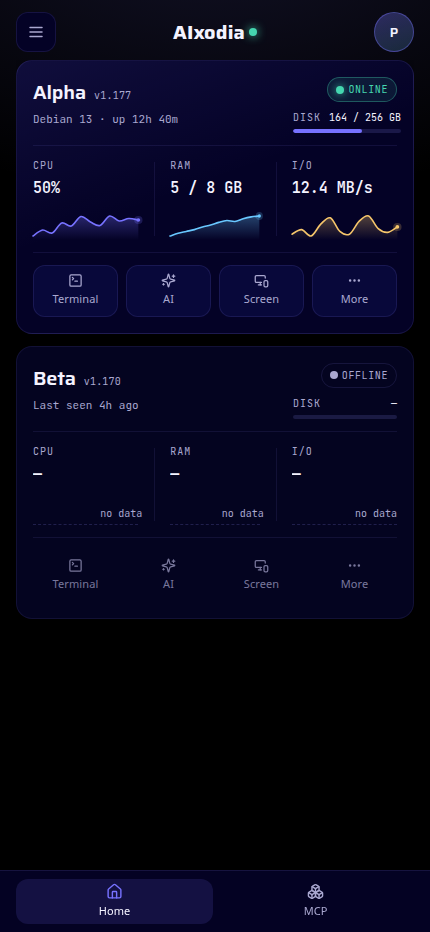 AIxodia
P
Alpha v1.177
ONLINE
Debian 13 · up 12h 40m
DISK 164 / 256 GB
CPU
RAM
I/O
50%
5 / 8 GB
12.4 MB/s
Terminal
AI
Screen
More
Beta v1.170
OFFLINE
Last seen 4h ago
DISK —
CPU
RAM
I/O
—
—
—
no data
no data
no data
Terminal
AI
Screen
More
Home
MCP